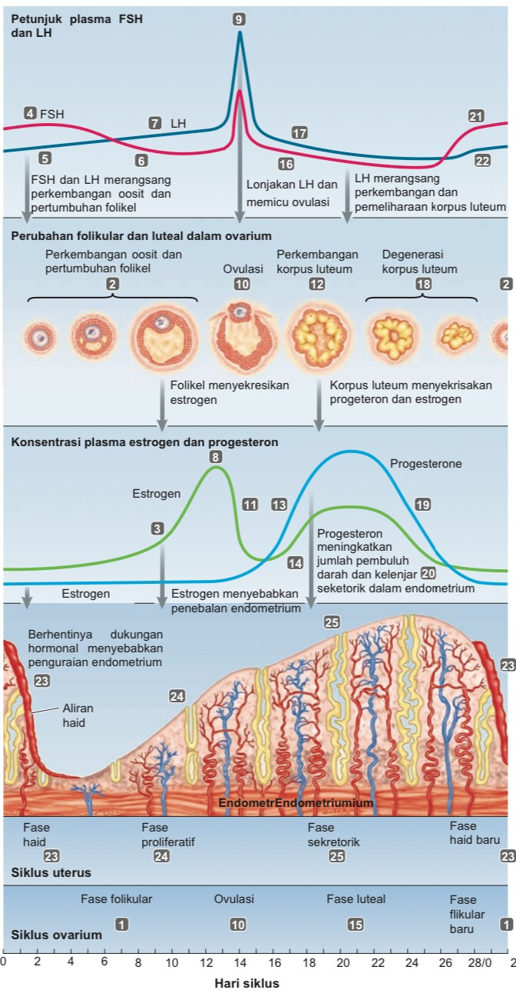 Petunjuk plasma FSH
dan LH
9
4 FSH
7 LH
5
6
17
16
21
22
FSH dan LH merangsang
perkembangan oosit dan
pertumbuhan folikel
Lonjakan LH dan
memicu ovulasi
LH merangsang
perkembangan dan
pemeliharaan korpus luteum
Perubahan folikular dan luteal dalam ovarium
Perkembangan oosit dan
pertumbuhan folikel
2
Ovulasi
10
Perkembangan
korpus luteum
12
Degenerasi
korpus luteum
18
2
Folikel menyekresikan
estrogen
Korpus luteum menyekrisakan
progeteron dan estrogen
Konsentrasi plasma estrogen dan progesteron
8
Estrogen
Progesterone
11
13
19
3
14
Progesteron
meningkatkan
jumlah pembuluh
darah dan kelenjar 20
seketorik dalam endometrium
Estrogen
Estrogen menyebabkan
penebalan endometrium
25
Berhentinya dukungan
hormonal menyebabkan
penguraian endometrium
23
23
24
Aliran
haid
EndometrEndometriumium
Fase
haid
23
Fase
proliferatif
24
Fase
sekretorik
25
Fase
haid baru
23
Siklus uterus
Fase folikular
1
Ovulasi
10
Fase luteal
15
Fase
flikular
baru
1
Siklus ovarium
0 2 4 6 8 10 12 14 16 18 20 22 24 26 28/0 2
Hari siklus